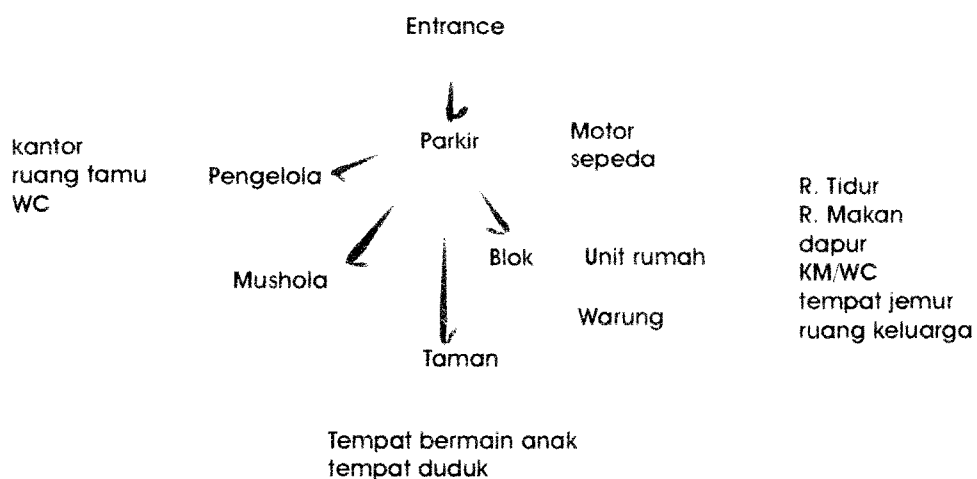 Entrance
Parkir
Motor
sepeda
kantor
ruang tamu
WC
Pengelola
Mushola
Blok
Unit rumah
Warung
R. Tidur
R. Makan
dapur
KM/WC
tempat jemur
ruang keluarga
Taman
Tempat bermain anak
tempat duduk